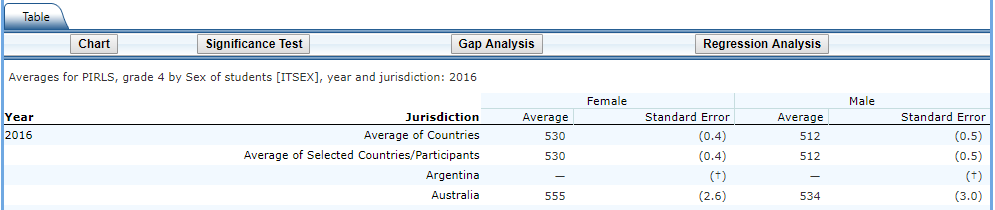 Table
Chart Significance Test Gap Analysis Regression Analysis
Averages for PIRLS, grade 4 by Sex of students [ITSEX], year and jurisdiction: 2016
Female Male
Year Jurisdiction Average Standard Error Average Standard Error
2016 Average of Countries 530 (0.4) 512 (0.5)
Average of Selected Countries/Participants 530 (0.4) 512 (0.5)
Argentina — (†) — (†)
Australia 555 (2.6) 534 (3.0)